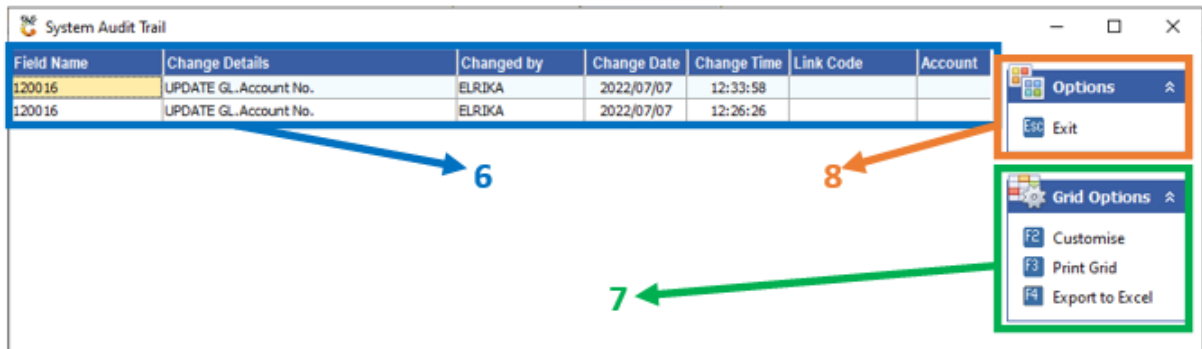 System Audit Trail
Field Name Change Details Changed by Change Date Change Time Link Code Account
120016 UPDATE GL.Account No. ELRIKA 2022/07/07 12:33:58
120016 UPDATE GL.Account No. ELRIKA 2022/07/07 12:26:26
Options
Esc Exit
6
8
Grid Options
F2 Customise
F3 Print Grid
F4 Export to Excel
7